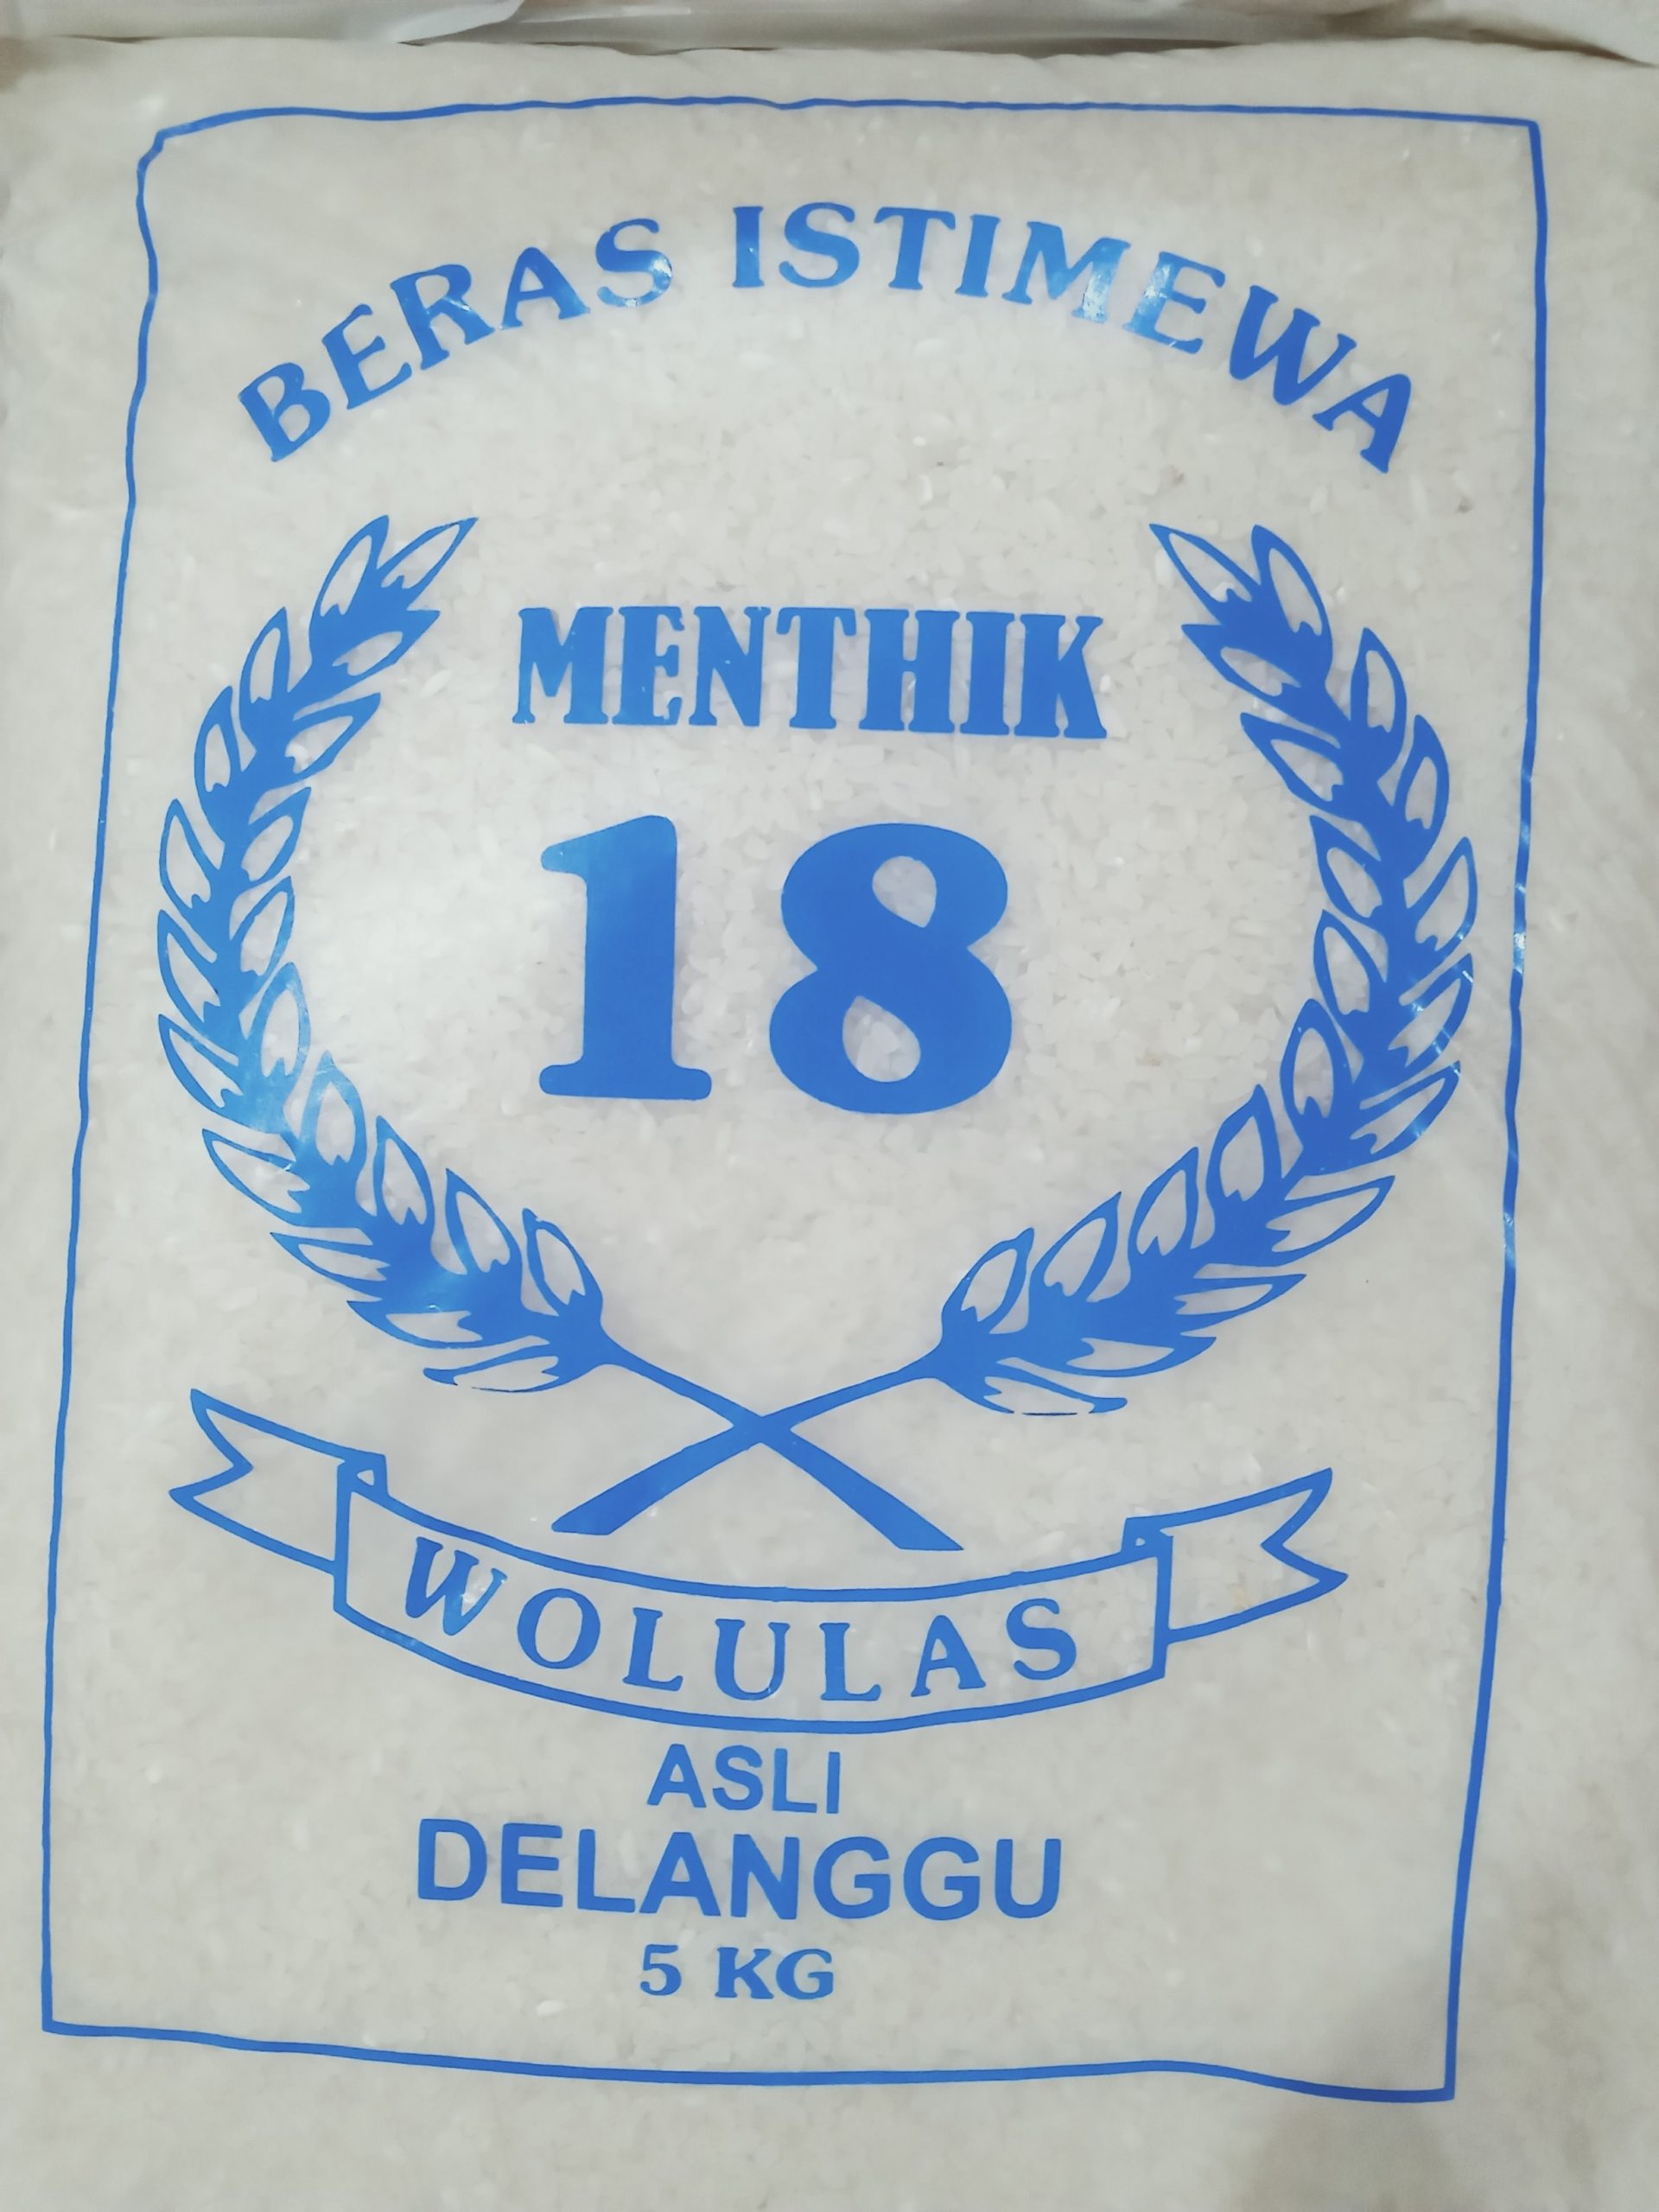 BERAS ISTIMEWA
MENTHIK
18
WOLULAS
ASLI
DELANGGU
5 KG